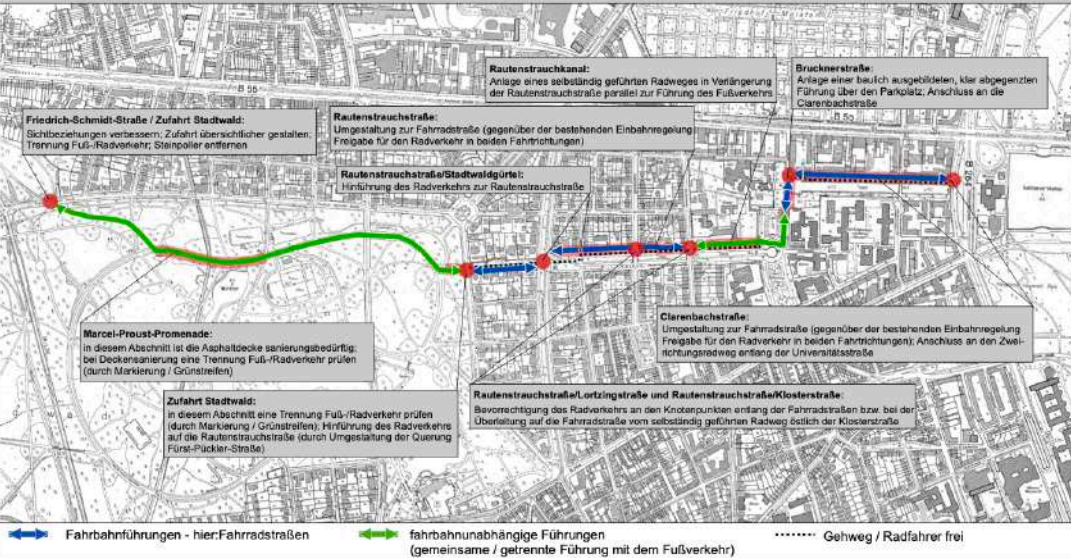 Rautenstrauchkanal:
Anlage eines selbständig geführten Radweges in Verlängerung
der Rautenstrauchstraße parallel zur Führung des Fußverkehrs
Brucknerstraße:
Anlage einer baulich ausgebildeten, klar abgegenzten
Führung über den Parkplatz; Anschluss an die
Clarenbachstraße
B 55
Friedrich-Schmidt-Straße / Zufahrt Stadtwald:
Sichtbeziehungen verbessern; Zufahrt übersichtlicher gestalten;
Trennung Fuß-/Radverkehr; Steinpoller entfernen
Rautenstrauchstraße:
Umgestaltung zur Fahrradstraße (gegenüber der bestehenden Einbahnregelung
Freigabe für den Radverkehr in beiden Fahrtrichtungen)
Rautenstrauchstraße/Stadtwaldgürtel:
Hinführung des Radverkehrs zur Rautenstrauchstraße
B 264
Marcel-Proust-Promenade:
in diesem Abschnitt ist die Asphaltdecke sanierungsbedürftig;
bei Deckensanierung eine Trennung Fuß-/Radverkehr prüfen
(durch Markierung / Grünstreifen)
Clarenbachstraße:
Umgestaltung zur Fahrradstraße (gegenüber der bestehenden Einbahnregelung
Freigabe für den Radverkehr in beiden Fahrtrichtungen); Anschluss an den Zwei-
richtungsradweg entlang der Universitätsstraße
Zufahrt Stadtwald:
in diesem Abschnitt eine Trennung Fuß-/Radverkehr prüfen
(durch Markierung / Grünstreifen); Hinführung des Radverkehrs
auf die Rautenstrauchstraße (durch Umgestaltung der Querung
Fürst-Pückler-Straße)
Rautenstrauchstraße/Lortzingstraße und Rautenstrauchstraße/Klosterstraße:
Bevorrechtigung des Radverkehrs an den Knotenpunkten entlang der Fahrradstraßen bzw. bei der
Überleitung auf die Fahrradstraße vom selbständig geführten Radweg östlich der Klosterstraße
Fahrbahnführungen - hier:Fahrradstraßen
fahrbahnunabhängige Führungen
(gemeinsame / getrennte Führung mit dem Fußverkehr)
Gehweg / Radfahrer frei